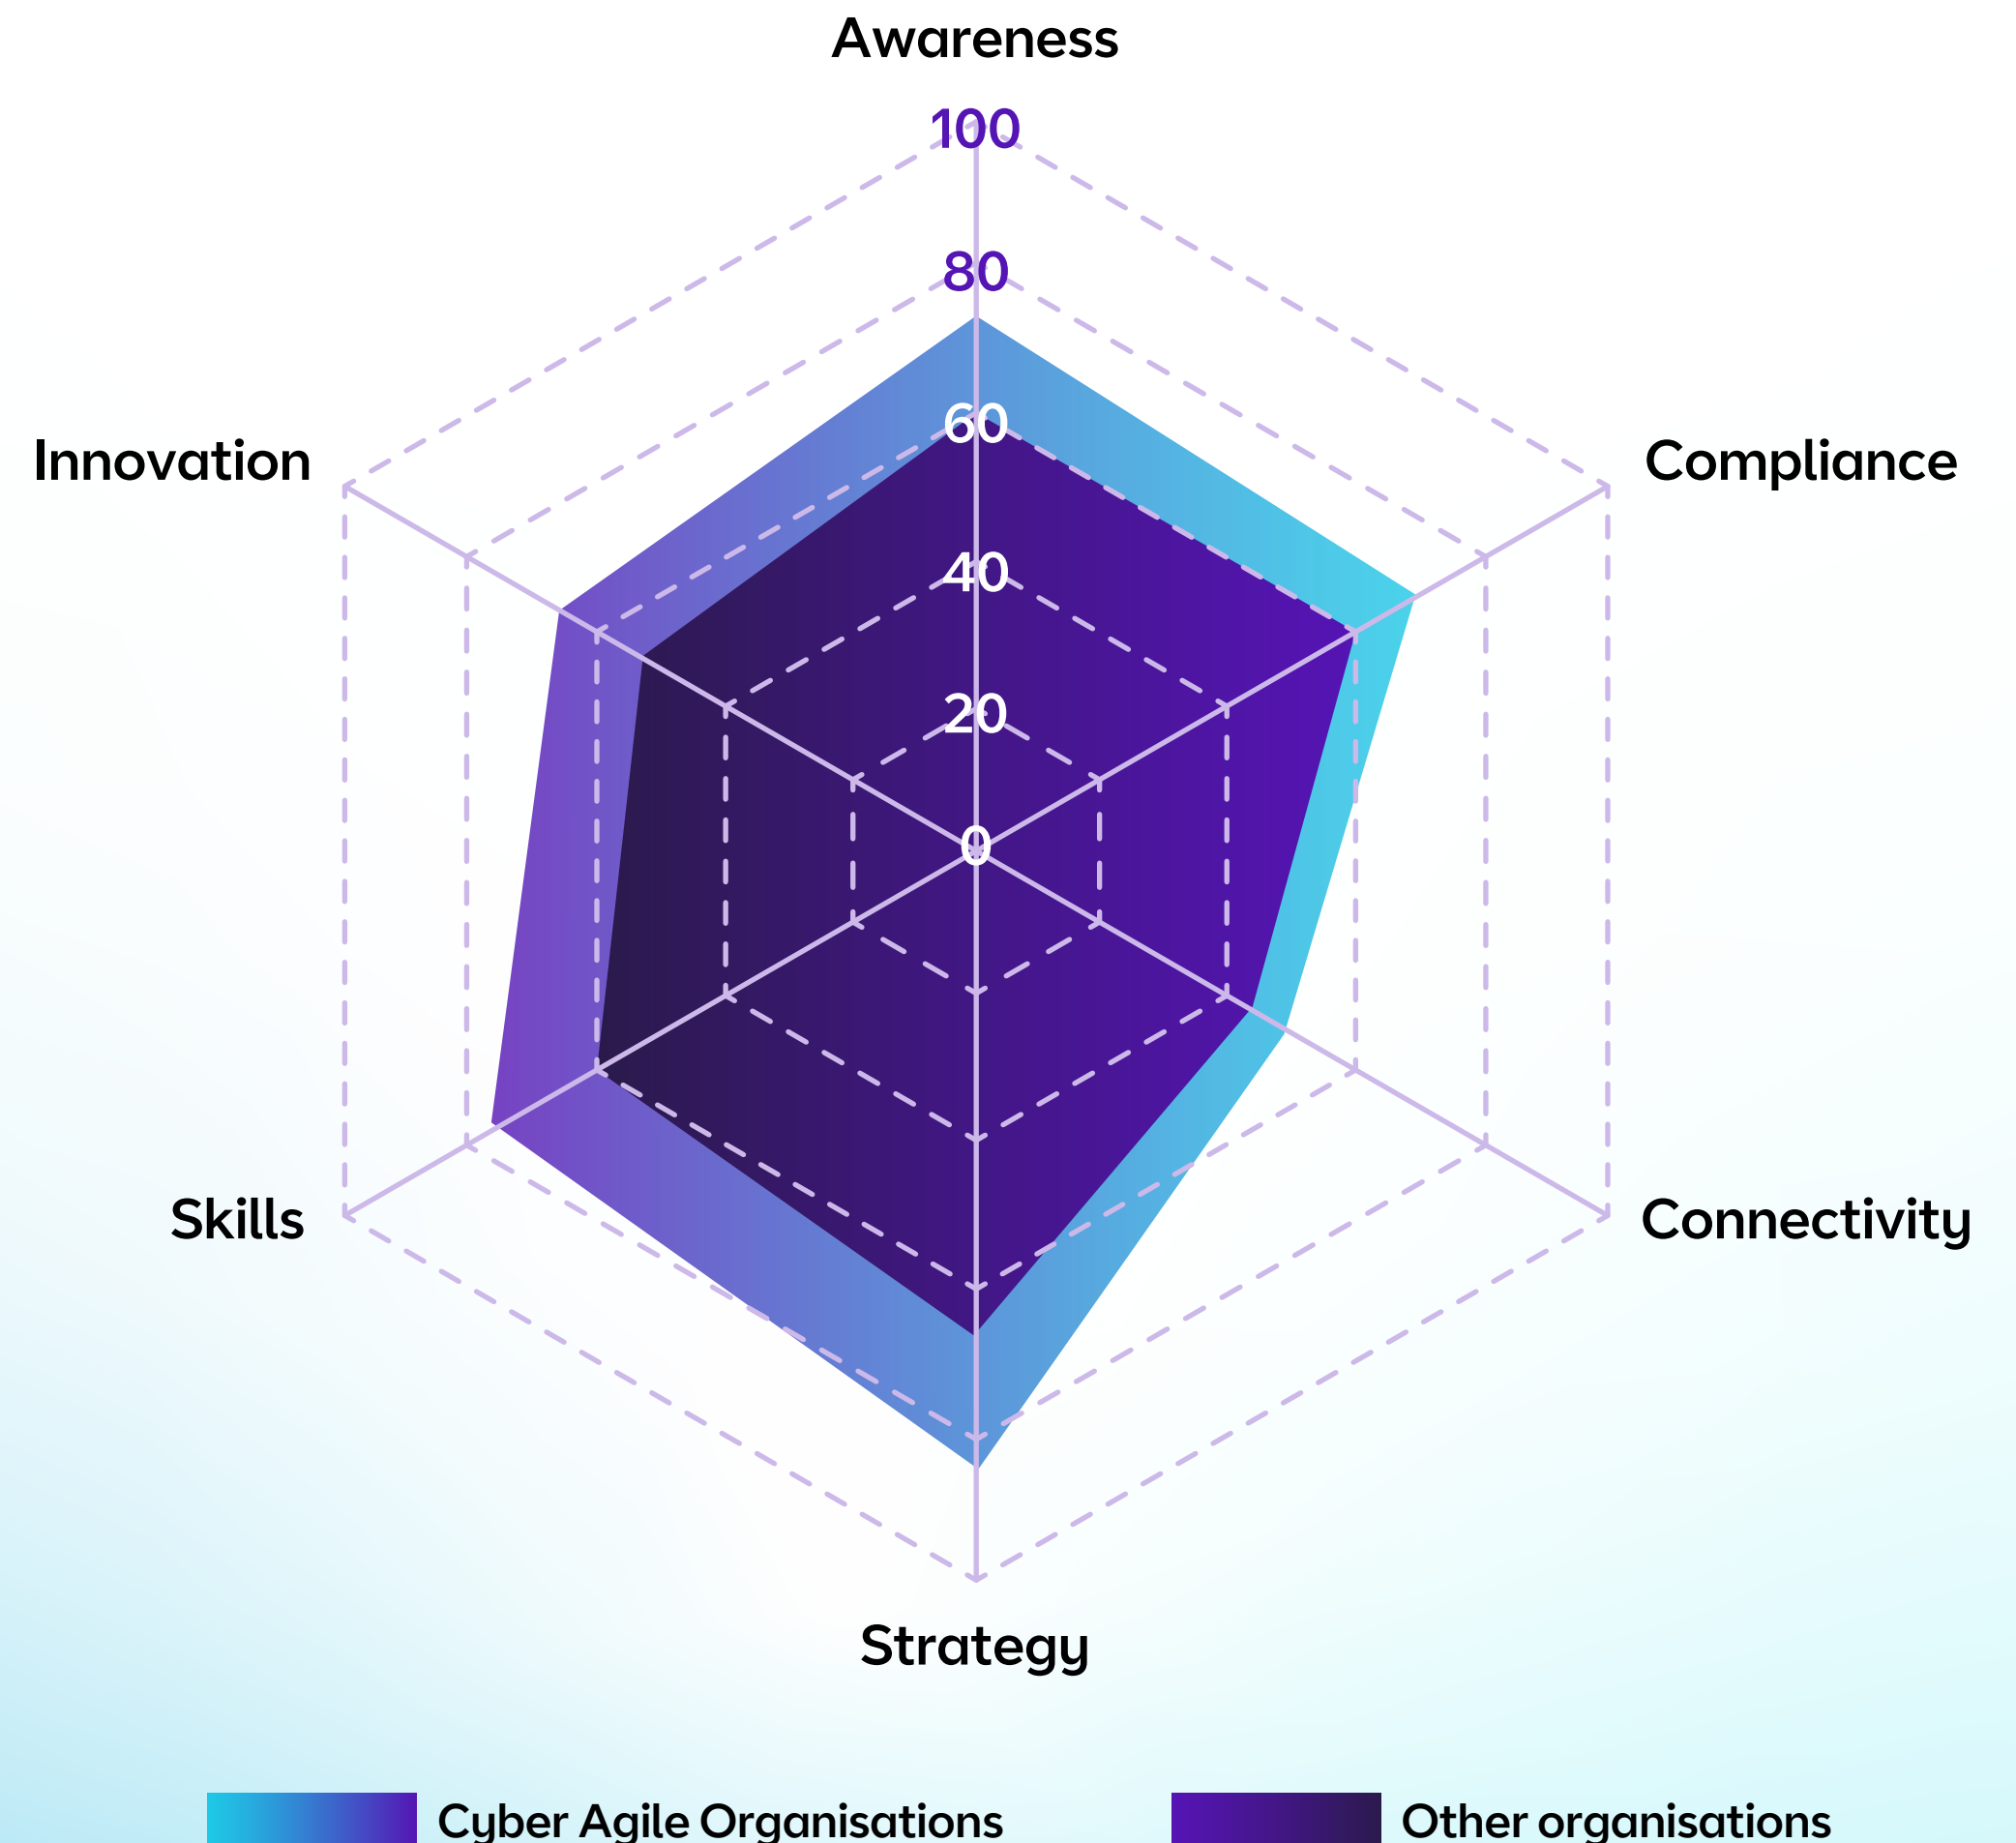 Awareness
100
80
60
Innovation
Compliance
40
20
0
Skills
Connectivity
Strategy
Cyber Agile Organisations
Other organisations